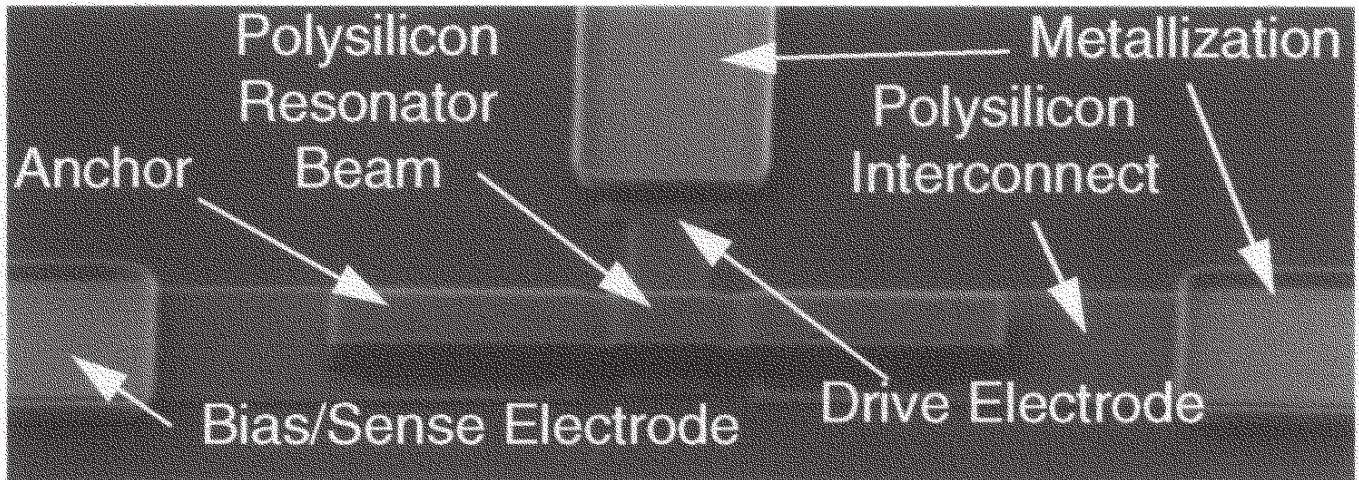 Polysilicon
Resonator
Beam
Anchor
Metallization
Polysilicon
Interconnect
Bias/Sense Electrode
Drive Electrode